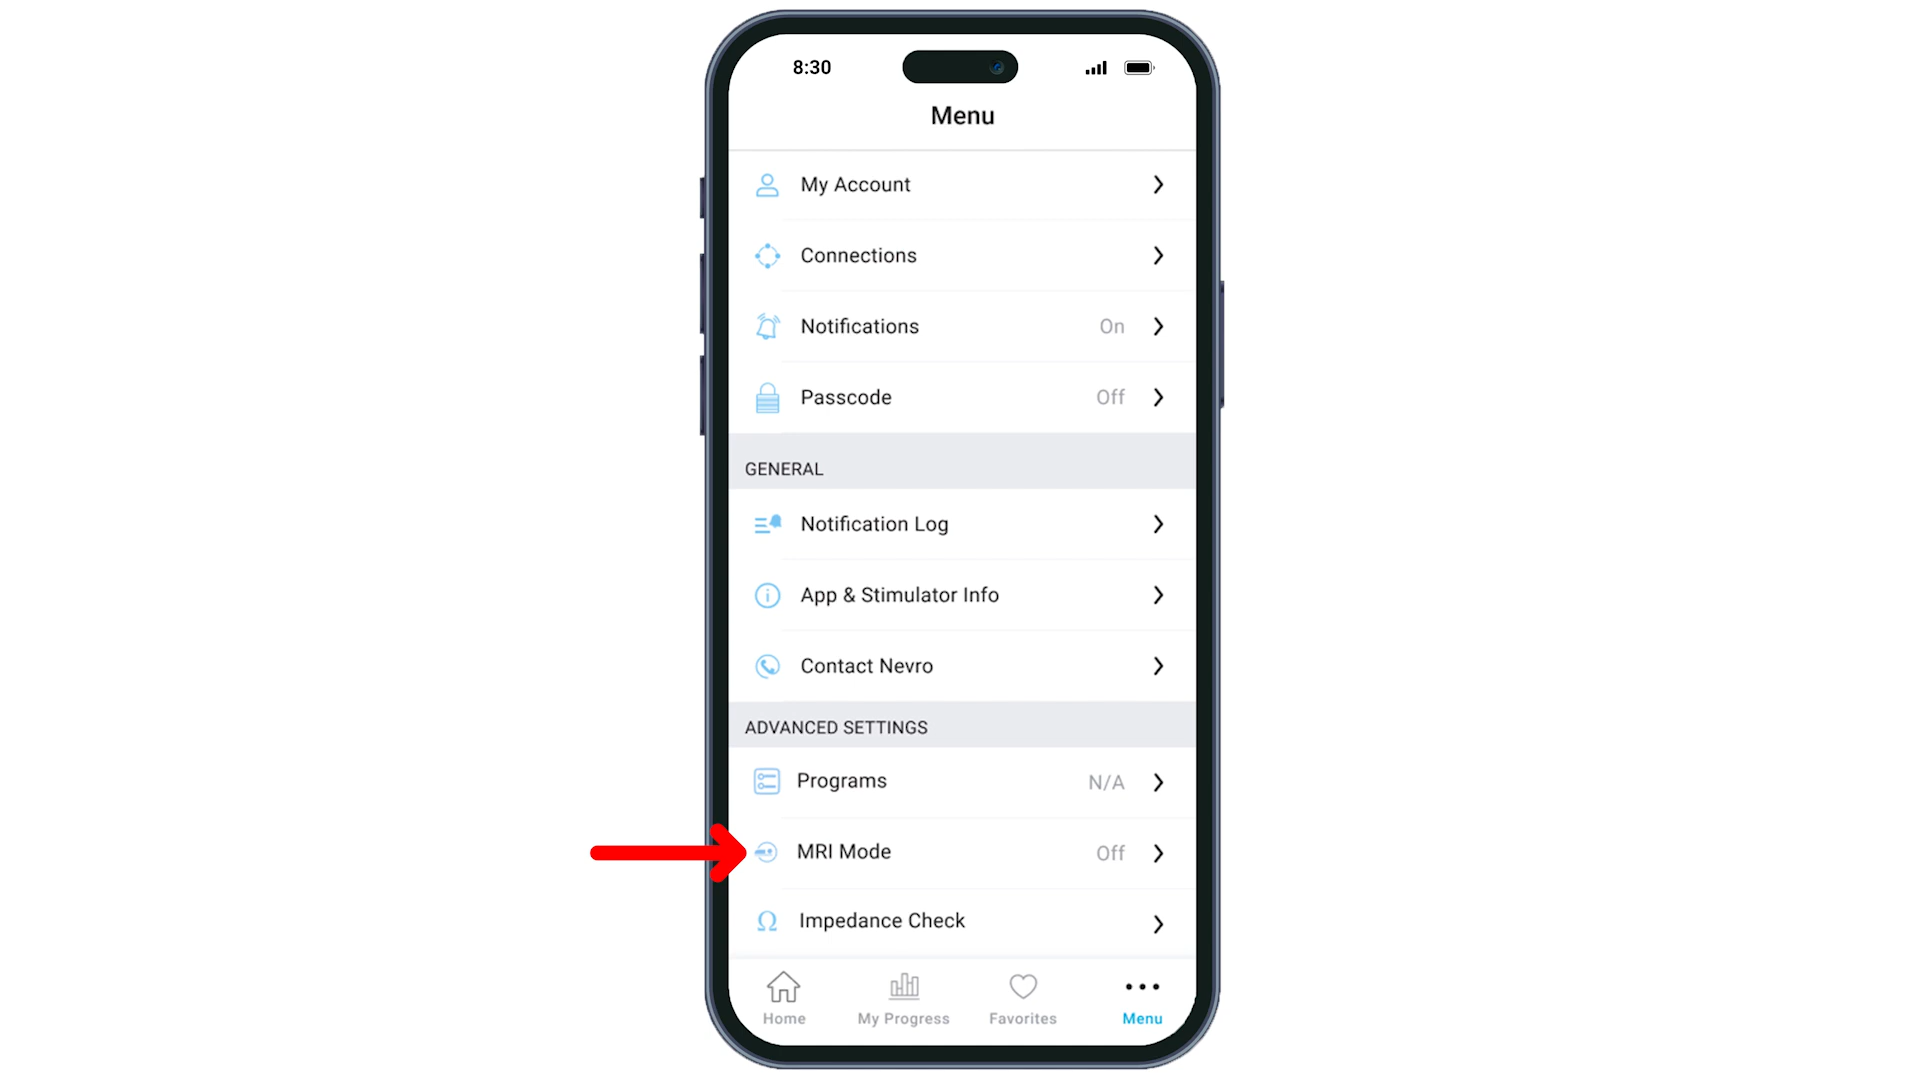 8:30
Menu
My Account
Connections
Notifications On
Passcode Off
GENERAL
Notification Log
App & Stimulator Info
Contact Nevro
ADVANCED SETTINGS
Programs N/A
MRI Mode Off
Impedance Check
Home My Progress Favorites Menu